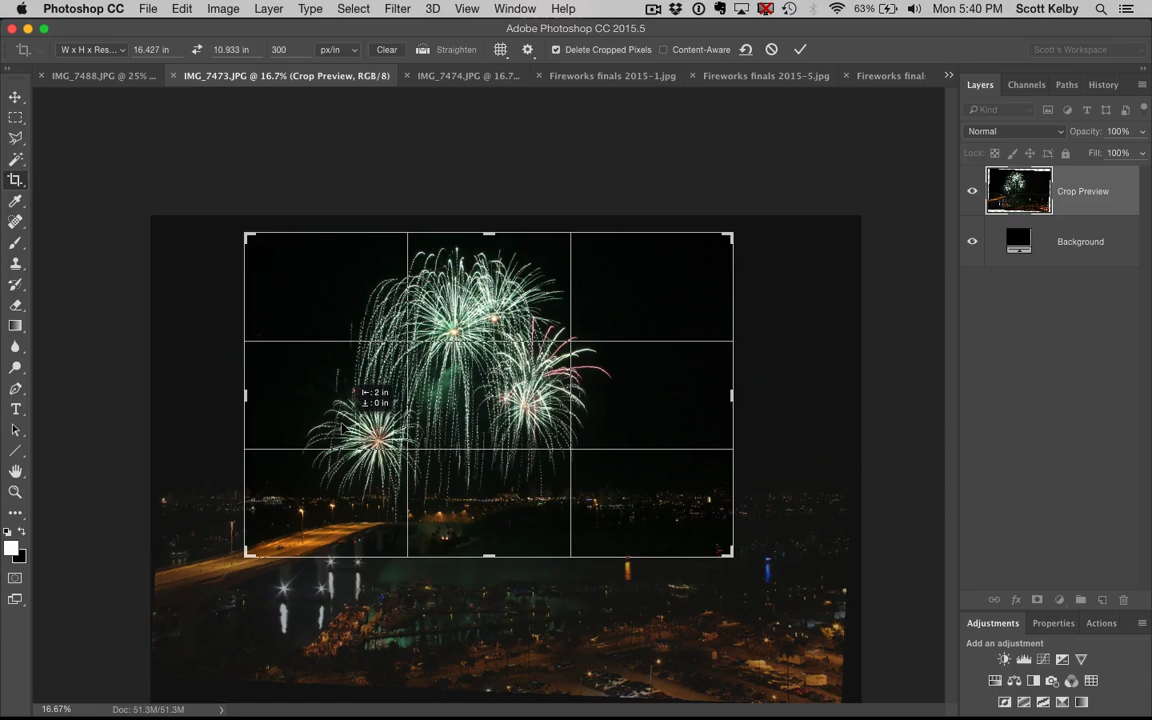 Photoshop CC File Edit Image Layer Type Select Filter 3D View Window Help 63% Mon 5:40 PM Scott Kelby
Adobe Photoshop CC 2015.5
W x H x Res... 16.427 in 10.933 in 300 px/in Clear Straighten Delete Cropped Pixels Content-Aware Scott's Workspace
IMG_7488.JPG @ 25% ... IMG_7473.JPG @ 16.7% (Crop Preview, RGB/8) IMG_7474.JPG @ 16.7... Fireworks finals 2015-1.jpg Fireworks finals 2015-5.jpg Fireworks final
Layers Channels Paths History
Kind
Normal Opacity: 100%
Lock: Fill: 100%
Crop Preview
Background
: 2 in
: 0 in
Adjustments Properties Actions
Add an adjustment
16.67% Doc: 51.3M/51.3M